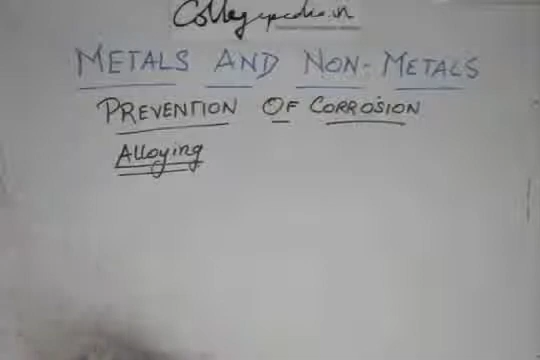 Collegepedia.in
METALS AND NON-METALS
PREVENTION OF CORROSION
Alloying